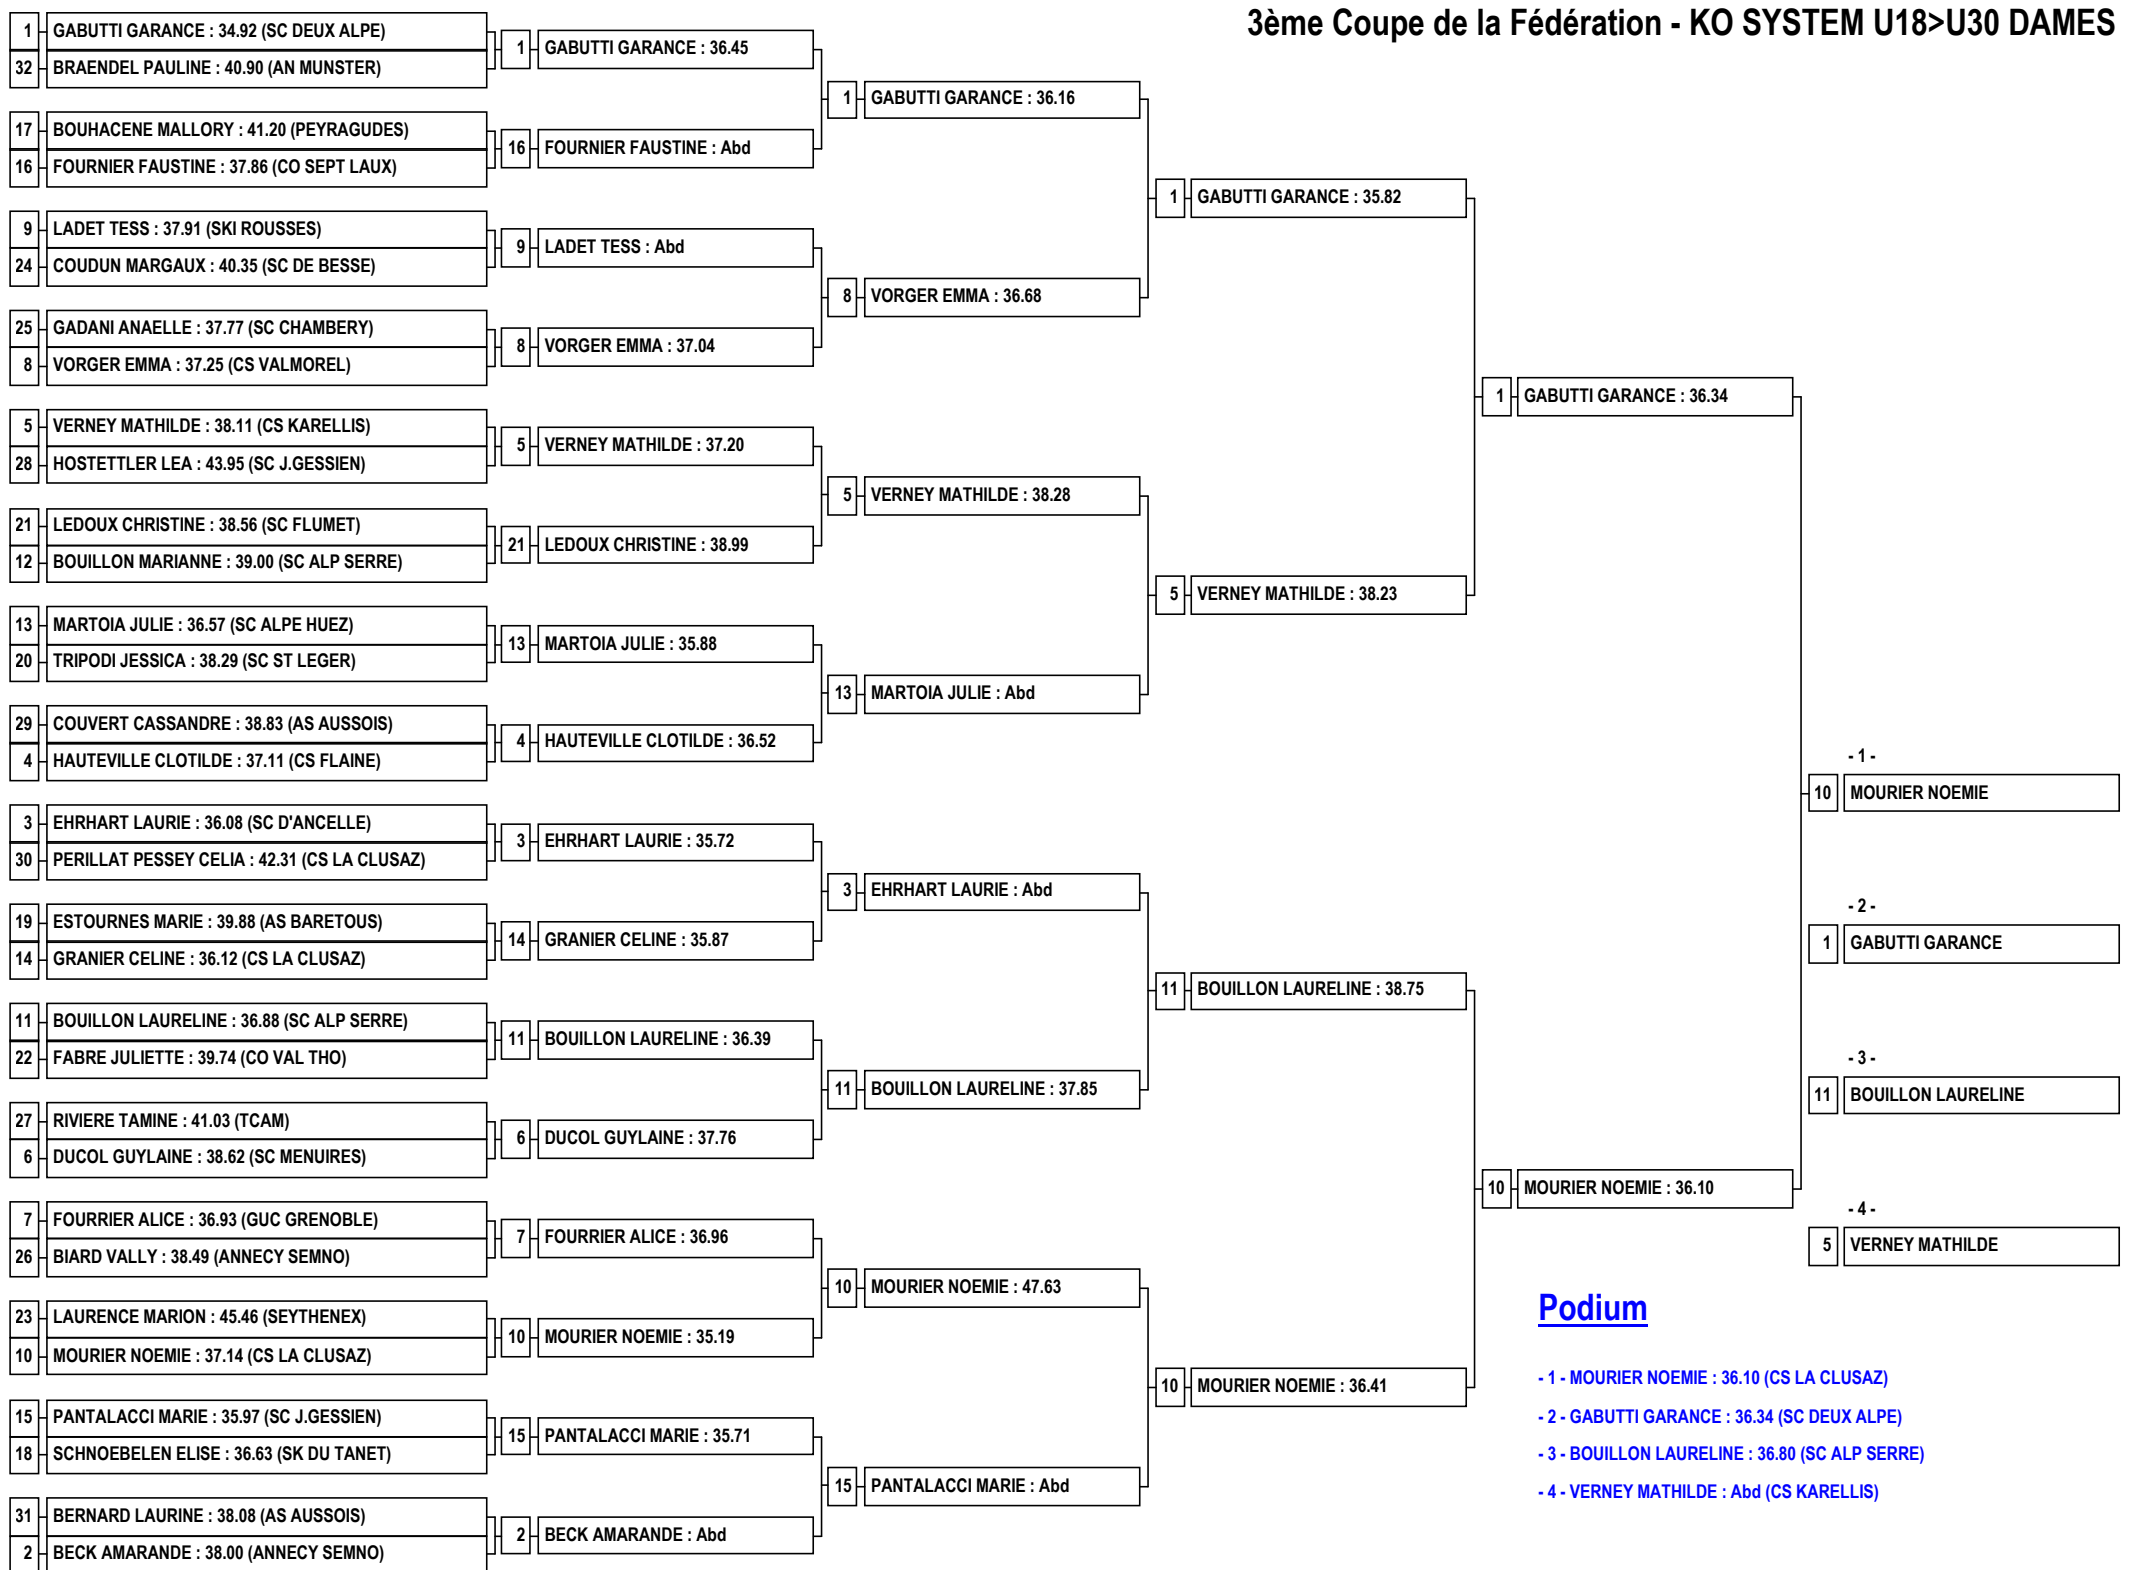 3ème Coupe de la Fédération - KO SYSTEM U18>U30 DAMES
1 GABUTTI GARANCE : 34.92 (SC DEUX ALPE)
32 BRAENDEL PAULINE : 40.90 (AN MUNSTER)
17 BOUHACENE MALLORY : 41.20 (PEYRAGUDES)
16 FOURNIER FAUSTINE : 37.86 (CO SEPT LAUX)
9 LADET TESS : 37.91 (SKI ROUSSES)
24 COUDUN MARGAUX : 40.35 (SC DE BESSE)
25 GADANI ANAELLE : 37.77 (SC CHAMBERY)
8 VORGER EMMA : 37.25 (CS VALMOREL)
5 VERNEY MATHILDE : 38.11 (CS KARELLIS)
28 HOSTETTLER LEA : 43.95 (SC J.GESSIEN)
21 LEDOUX CHRISTINE : 38.56 (SC FLUMET)
12 BOUILLON MARIANNE : 39.00 (SC ALP SERRE)
13 MARTOIA JULIE : 36.57 (SC ALPE HUEZ)
20 TRIPODI JESSICA : 38.29 (SC ST LEGER)
29 COUVERT CASSANDRE : 38.83 (AS AUSSOIS)
4 HAUTEVILLE CLOTILDE : 37.11 (CS FLAINE)
3 EHRHART LAURIE : 36.08 (SC D'ANCELLE)
30 PERILLAT PESSEY CELIA : 42.31 (CS LA CLUSAZ)
19 ESTOURNES MARIE : 39.88 (AS BARETOUS)
14 GRANIER CELINE : 36.12 (CS LA CLUSAZ)
11 BOUILLON LAURELINE : 36.88 (SC ALP SERRE)
22 FABRE JULIETTE : 39.74 (CO VAL THO)
27 RIVIERE TAMINE : 41.03 (TCAM)
6 DUCOL GUYLAINE : 38.62 (SC MENUIRES)
7 FOURRIER ALICE : 36.93 (GUC GRENOBLE)
26 BIARD VALLY : 38.49 (ANNECY SEMNO)
23 LAURENCE MARION : 45.46 (SEYTHENEX)
10 MOURIER NOEMIE : 37.14 (CS LA CLUSAZ)
15 PANTALACCI MARIE : 35.97 (SC J.GESSIEN)
18 SCHNOEBELEN ELISE : 36.63 (SK DU TANET)
31 BERNARD LAURINE : 38.08 (AS AUSSOIS)
2 BECK AMARANDE : 38.00 (ANNECY SEMNO)
1 GABUTTI GARANCE : 36.45
16 FOURNIER FAUSTINE : Abd
9 LADET TESS : Abd
8 VORGER EMMA : 37.04
5 VERNEY MATHILDE : 37.20
21 LEDOUX CHRISTINE : 38.99
13 MARTOIA JULIE : 35.88
4 HAUTEVILLE CLOTILDE : 36.52
3 EHRHART LAURIE : 35.72
14 GRANIER CELINE : 35.87
11 BOUILLON LAURELINE : 36.39
6 DUCOL GUYLAINE : 37.76
7 FOURRIER ALICE : 36.96
10 MOURIER NOEMIE : 35.19
15 PANTALACCI MARIE : 35.71
2 BECK AMARANDE : Abd
1 GABUTTI GARANCE : 36.16
8 VORGER EMMA : 36.68
5 VERNEY MATHILDE : 38.28
13 MARTOIA JULIE : Abd
3 EHRHART LAURIE : Abd
11 BOUILLON LAURELINE : 37.85
10 MOURIER NOEMIE : 47.63
15 PANTALACCI MARIE : Abd
1 GABUTTI GARANCE : 35.82
5 VERNEY MATHILDE : 38.23
11 BOUILLON LAURELINE : 38.75
10 MOURIER NOEMIE : 36.41
1 GABUTTI GARANCE : 36.34
10 MOURIER NOEMIE : 36.10
- 1 -
10 MOURIER NOEMIE
- 2 -
1 GABUTTI GARANCE
- 3 -
11 BOUILLON LAURELINE
- 4 -
5 VERNEY MATHILDE
Podium
- 1 - MOURIER NOEMIE : 36.10 (CS LA CLUSAZ)
- 2 - GABUTTI GARANCE : 36.34 (SC DEUX ALPE)
- 3 - BOUILLON LAURELINE : 36.80 (SC ALP SERRE)
- 4 - VERNEY MATHILDE : Abd (CS KARELLIS)